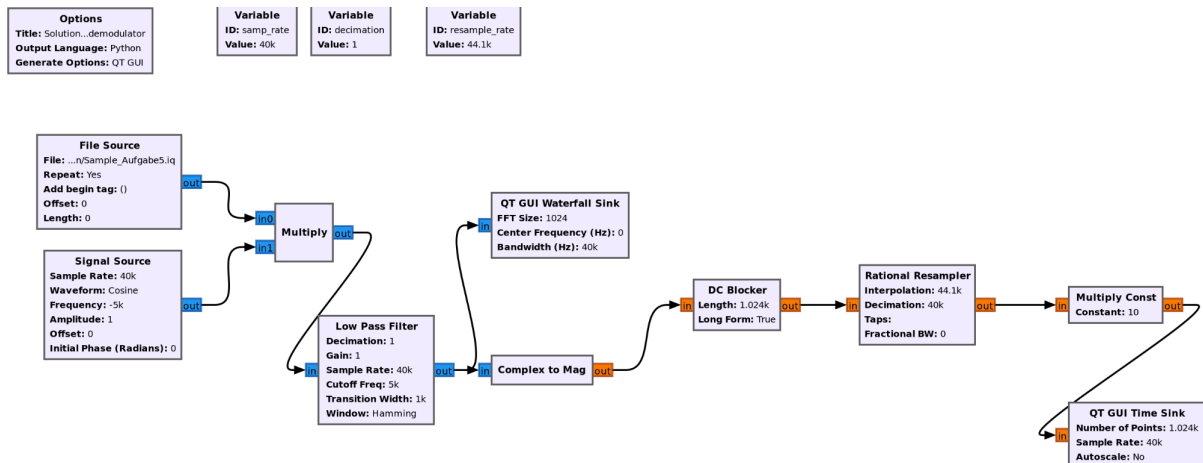 Options
Title: Solution...demodulator
Output Language: Python
Generate Options: QT GUI
Variable
ID: samp_rate
Value: 40k
Variable
ID: decimation
Value: 1
Variable
ID: resample_rate
Value: 44.1k
File Source
File: ...n/Sample_Aufgabe5.iq
Repeat: Yes
Add begin tag: ()
Offset: 0
Length: 0
out
Signal Source
Sample Rate: 40k
Waveform: Cosine
Frequency: -5k
Amplitude: 1
Offset: 0
Initial Phase (Radians): 0
out
in0
in1
Multiply
out
in
Low Pass Filter
Decimation: 1
Gain: 1
Sample Rate: 40k
Cutoff Freq: 5k
Transition Width: 1k
Window: Hamming
out
in
QT GUI Waterfall Sink
FFT Size: 1024
Center Frequency (Hz): 0
Bandwidth (Hz): 40k
in
Complex to Mag
out
in
DC Blocker
Length: 1.024k
Long Form: True
out
in
Rational Resampler
Interpolation: 44.1k
Decimation: 40k
Taps:
Fractional BW: 0
out
in
Multiply Const
Constant: 10
out
in
QT GUI Time Sink
Number of Points: 1.024k
Sample Rate: 40k
Autoscale: No